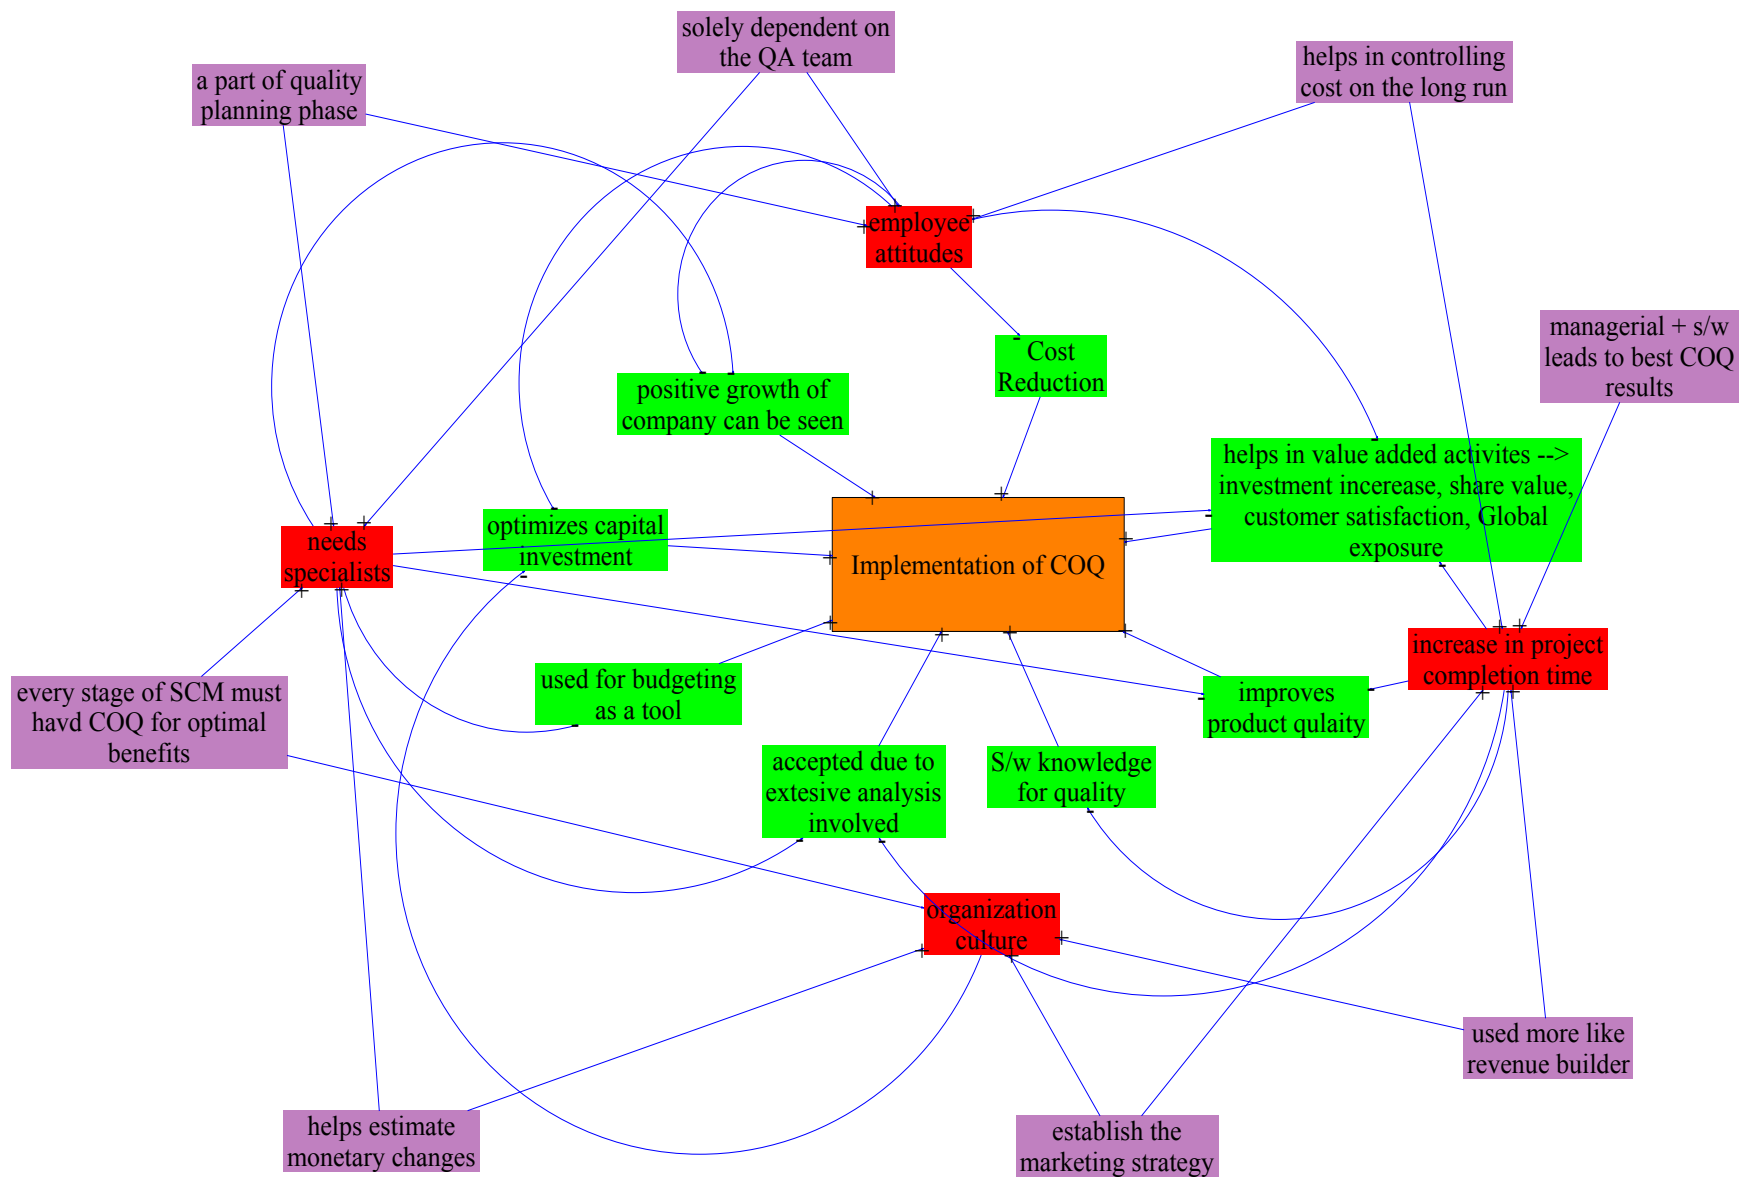 solely dependent on
the QA team
helps in controlling
cost on the long run
a part of quality
planning phase
employee
attitudes
managerial + s/w
leads to best COQ
results
Cost
Reduction
positive growth of
company can be seen
helps in value added activites -->
investment incerease, share value,
customer satisfaction, Global
exposure
optimizes capital
investment
needs
specialists
Implementation of COQ
increase in project
completion time
used for budgeting
as a tool
improves
product qulaity
every stage of SCM must
havd COQ for optimal
benefits
accepted due to
extesive analysis
involved
S/w knowledge
for quality
organization
culture
used more like
revenue builder
helps estimate
monetary changes
establish the
marketing strategy